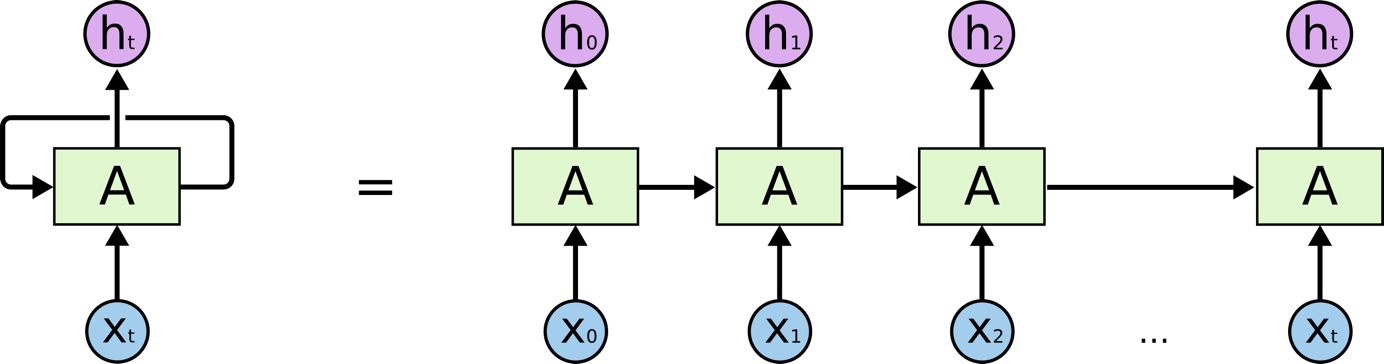 ht h0 h1 h2 ht
A = A A A A
xt x0 x1 x2 ... xt